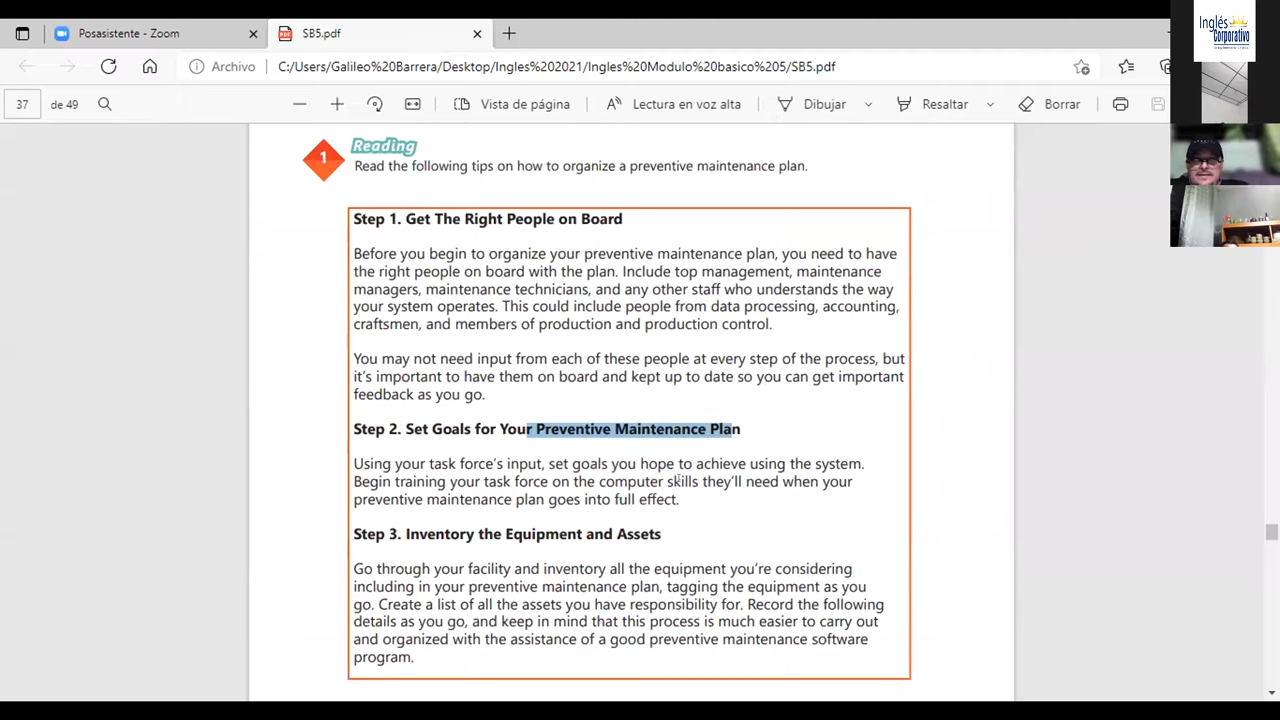 Posasistente - Zoom
SB5.pdf
Inglés
Corporativo
Archivo
C:/Users/Galileo%20Barrera/Desktop/Ingles%202021/Ingles%20Modulo%20basico%205/SB5.pdf
37
de 49
Vista de página
Lectura en voz alta
Dibujar
Resaltar
Borrar
1
Reading
Read the following tips on how to organize a preventive maintenance plan.
Step 1. Get The Right People on Board
Before you begin to organize your preventive maintenance plan, you need to have
the right people on board with the plan. Include top management, maintenance
managers, maintenance technicians, and any other staff who understands the way
your system operates. This could include people from data processing, accounting,
craftsmen, and members of production and production control.
You may not need input from each of these people at every step of the process, but
it's important to have them on board and kept up to date so you can get important
feedback as you go.
Step 2. Set Goals for Your Preventive Maintenance Plan
Using your task force's input, set goals you hope to achieve using the system.
Begin training your task force on the computer skills they'll need when your
preventive maintenance plan goes into full effect.
Step 3. Inventory the Equipment and Assets
Go through your facility and inventory all the equipment you're considering
including in your preventive maintenance plan, tagging the equipment as you
go. Create a list of all the assets you have responsibility for. Record the following
details as you go, and keep in mind that this process is much easier to carry out
and organized with the assistance of a good preventive maintenance software
program.